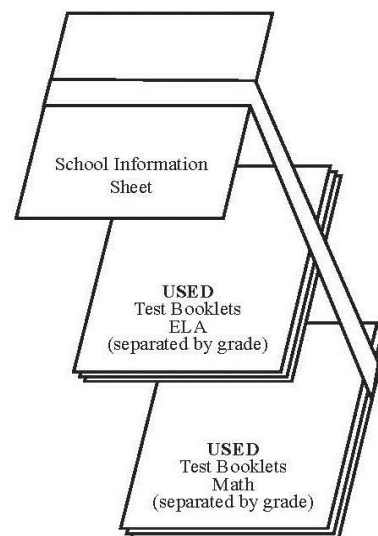 School Information
Sheet
USED
Test Booklets
ELA
(separated by grade)
USED
Test Booklets
Math
(separated by grade)